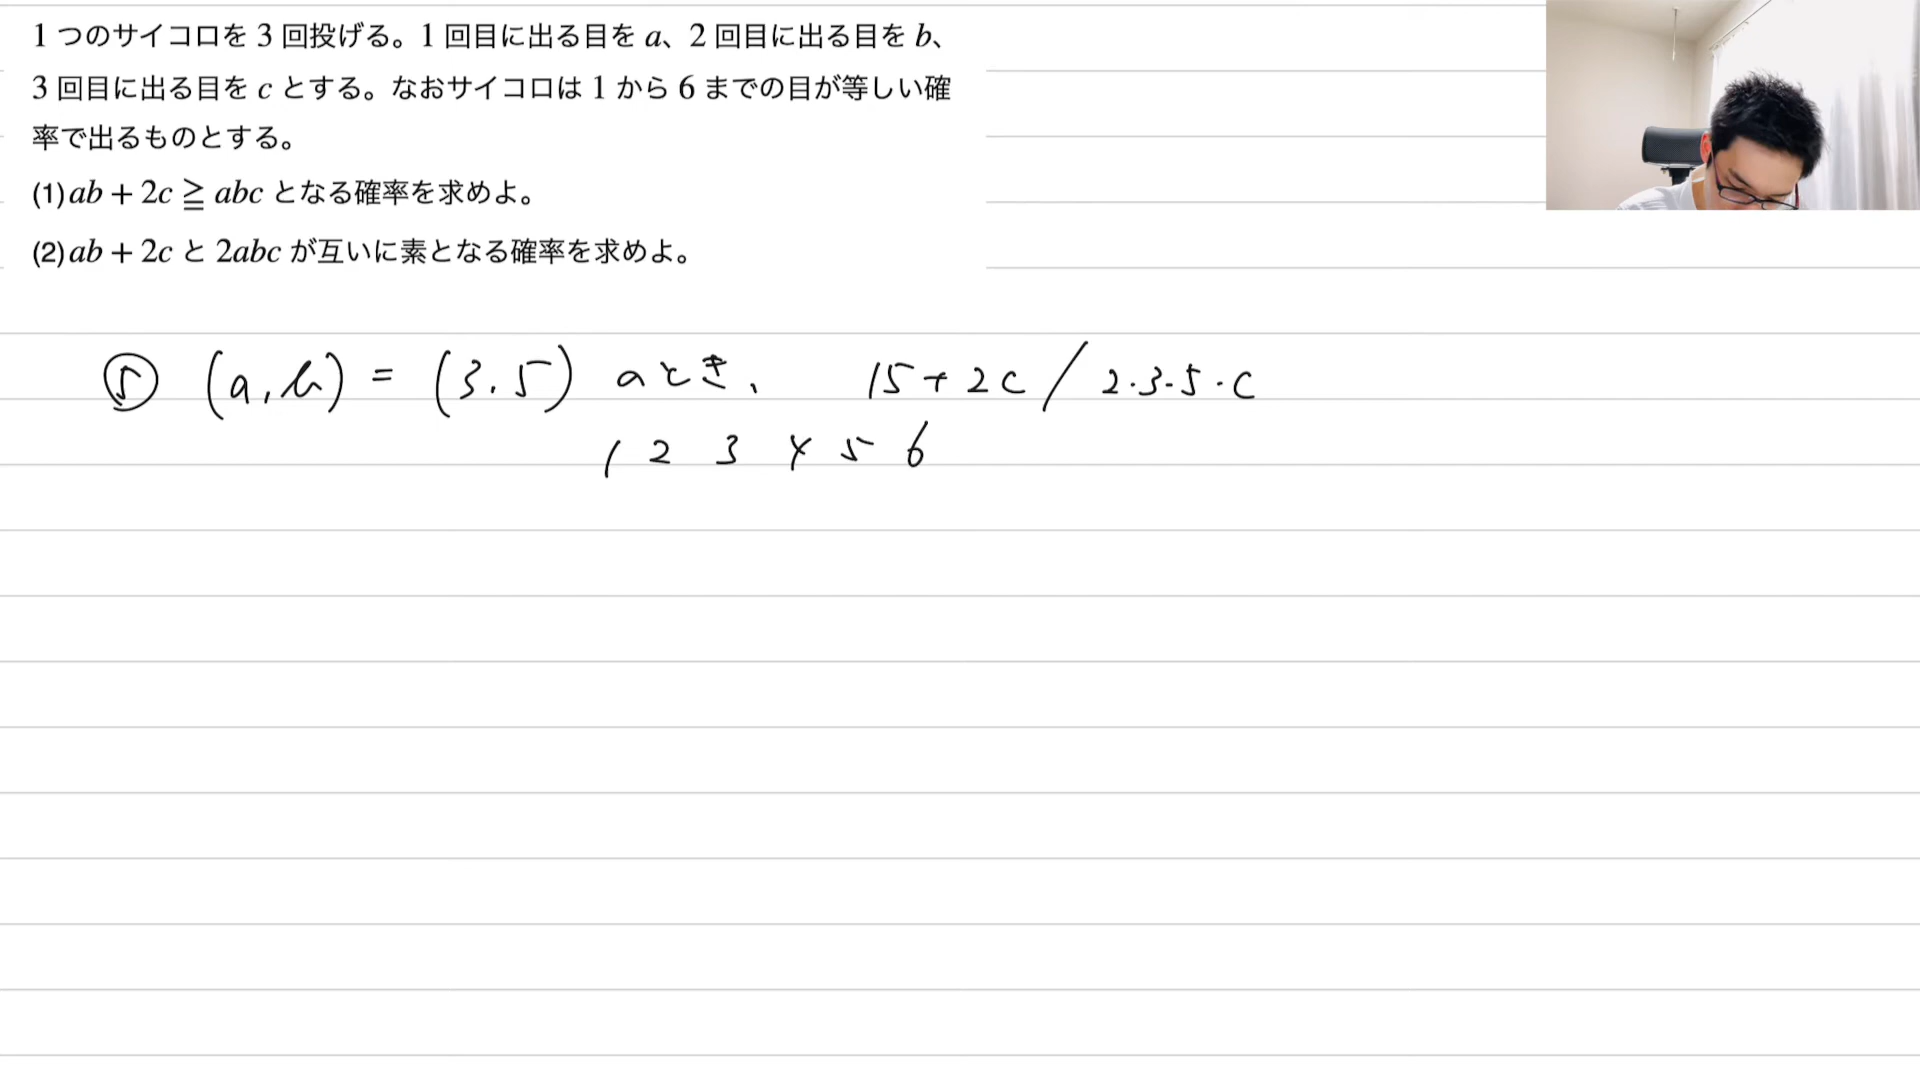 1 つのサイコロを 3 回投げる。1 回目に出る目を a、2 回目に出る目を b、
3 回目に出る目を c とする。なおサイコロは 1 から 6 までの目が等しい確
率で出るものとする。
(1) ab + 2c ≧ abc となる確率を求めよ。
(2) ab + 2c と 2abc が互いに素となる確率を求めよ。
⑤ (a, b) = (3.5) のとき、 15 + 2c / 2・3・5・c
1 2 3 4 5 6